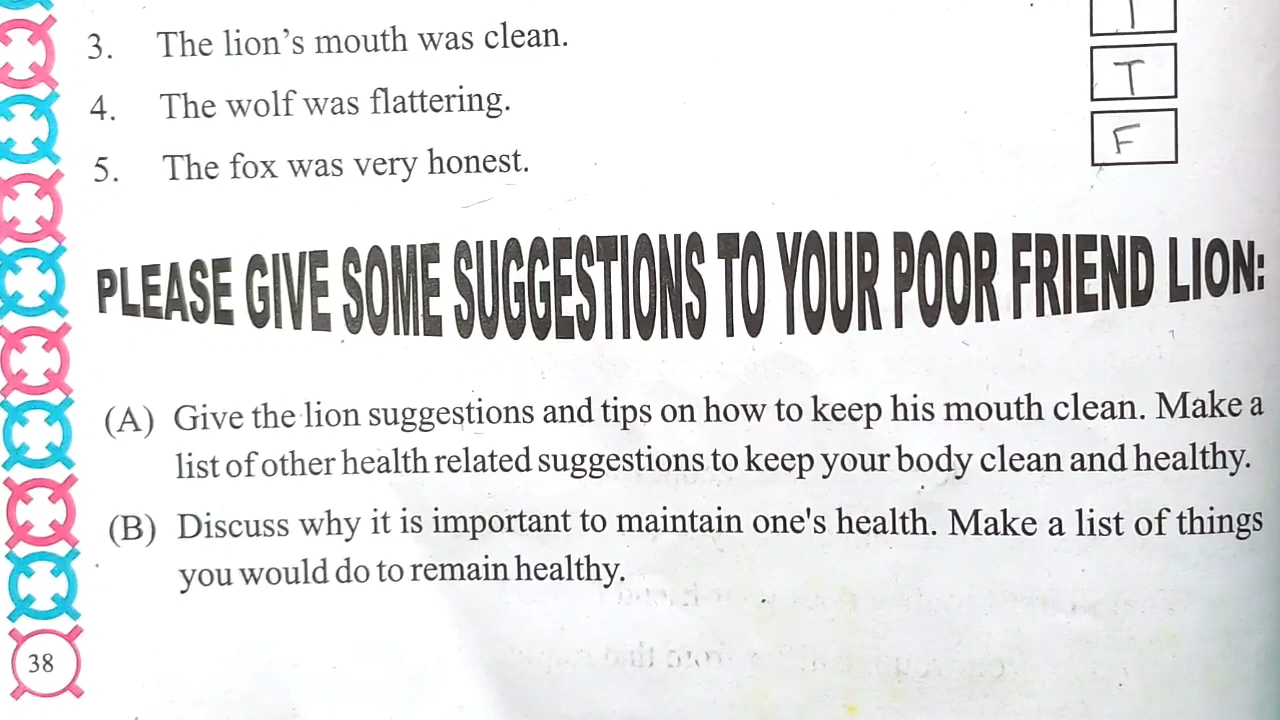 3. The lion's mouth was clean.
4. The wolf was flattering. T
5. The fox was very honest. F
PLEASE GIVE SOME SUGGESTIONS TO YOUR POOR FRIEND LION:
(A) Give the lion suggestions and tips on how to keep his mouth clean. Make a
list of other health related suggestions to keep your body clean and healthy.
(B) Discuss why it is important to maintain one's health. Make a list of things
you would do to remain healthy.
38